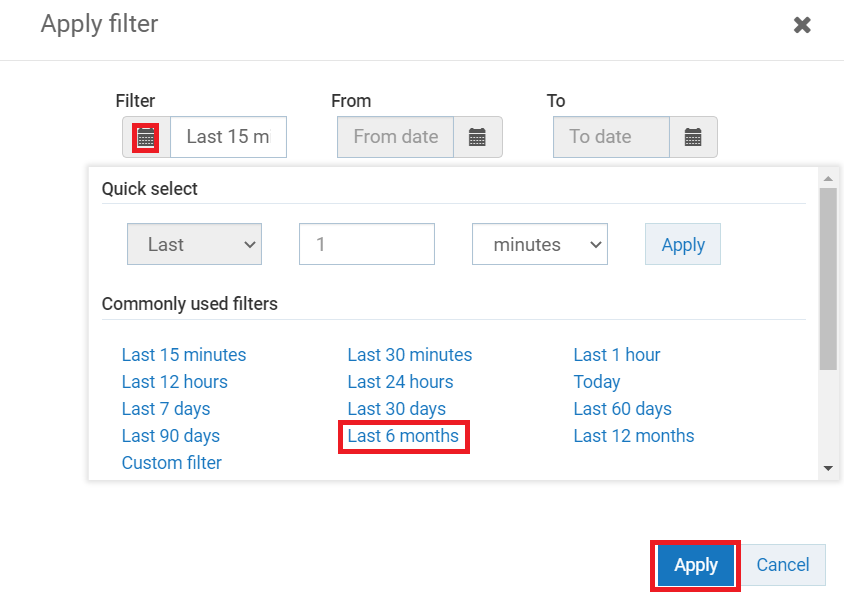 Apply filter
Filter From To
Last 15 m From date To date
Quick select
Last 1 minutes Apply
Commonly used filters
Last 15 minutes Last 30 minutes Last 1 hour
Last 12 hours Last 24 hours Today
Last 7 days Last 30 days Last 60 days
Last 90 days Last 6 months Last 12 months
Custom filter
Apply Cancel